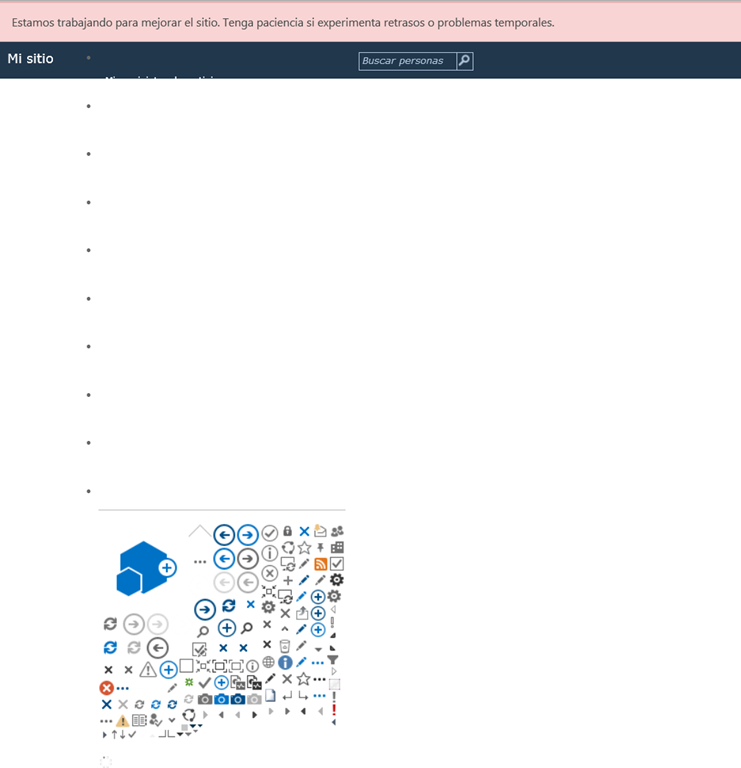 Estamos trabajando para mejorar el sitio. Tenga paciencia si experimenta retrasos o problemas temporales.
Mi sitio
Buscar personas